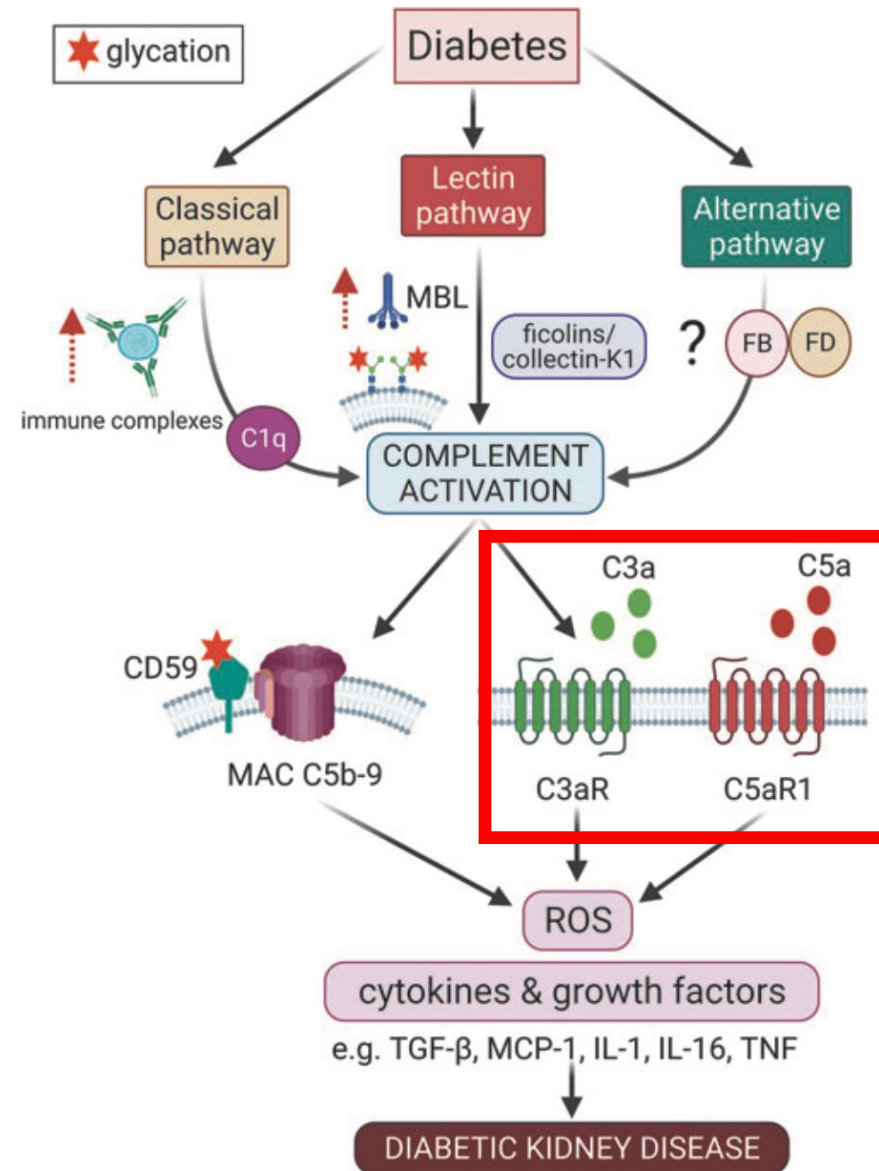 glycation
Diabetes
Classical
pathway
Lectin
pathway
Alternative
pathway
MBL
ficolins/
collectin-K1
?
FB
FD
immune complexes
C1q
COMPLEMENT
ACTIVATION
C3a
C5a
CD59
MAC C5b-9
C3aR
C5aR1
ROS
cytokines & growth factors
e.g. TGF-β, MCP-1, IL-1, IL-16, TNF
DIABETIC KIDNEY DISEASE